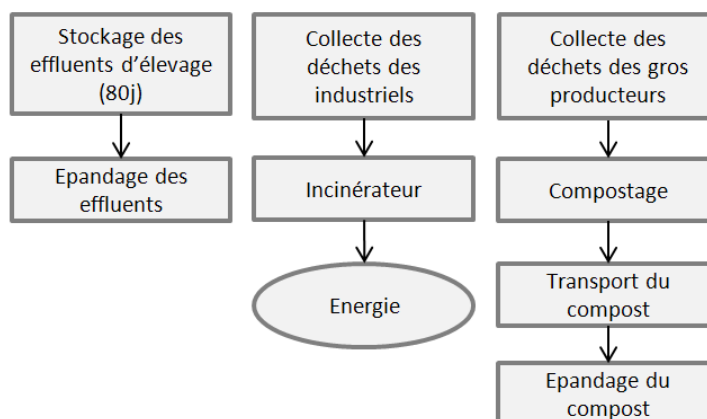 Stockage des
effluents d'élevage
(80j)
Epandage des
effluents
Collecte des
déchets des
industriels
Incinérateur
Energie
Collecte des
déchets des gros
producteurs
Compostage
Transport du
compost
Epandage du
compost